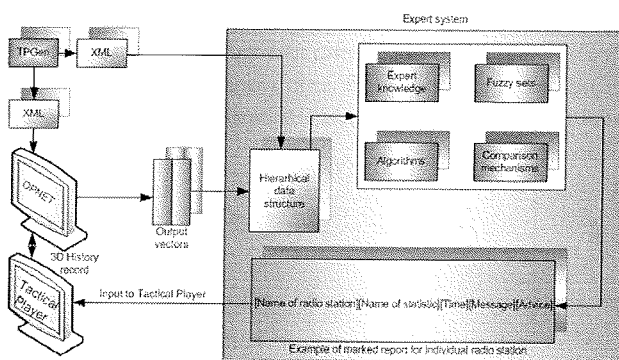 Expert system
TPGen
XML
Expert
knowledge
Fuzzy sets
XML
Algorithms
Comparison
mechanisms
OPNET
Hierarhical
data
structure
Output
vectors
3D History
record
Tactical
Player
Input to Tactical Player
[Name of radio station][Name of statistic][Time][Message][Advice]
Example of marked report for individual radio station